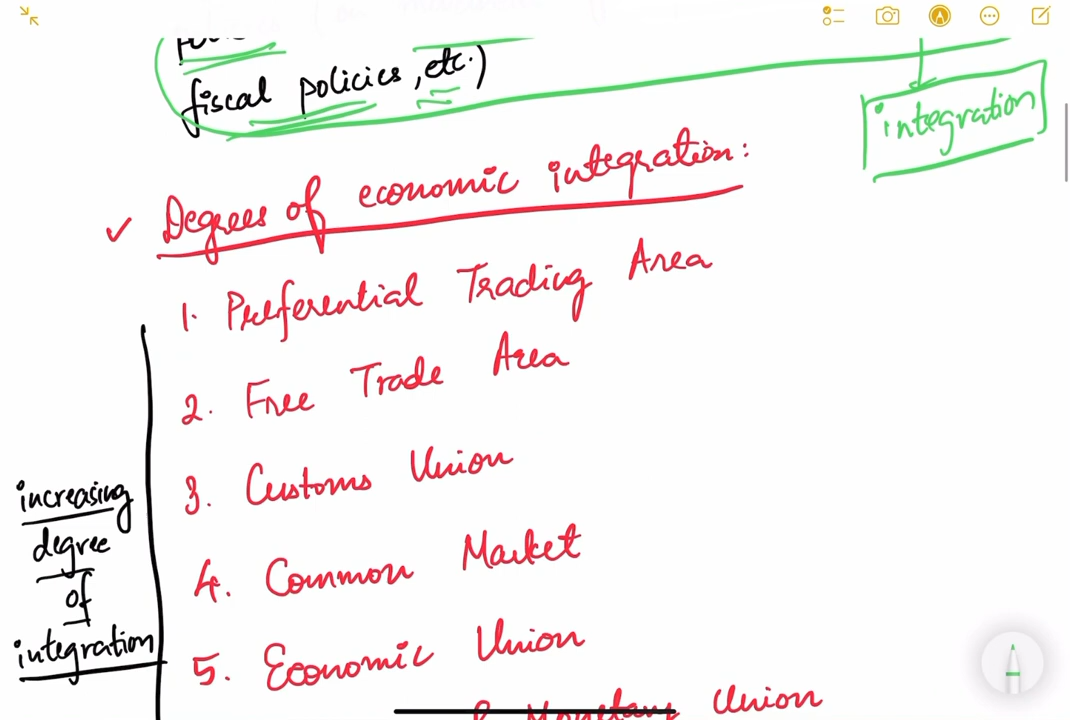 fiscal policies, etc.)
integration
✓ Degrees of economic integration:
1. Preferential Trading Area
2. Free Trade Area
3. Customs Union
4. Common Market
5. Economic Union
& Monetary Union
increasing
degree
of
integration